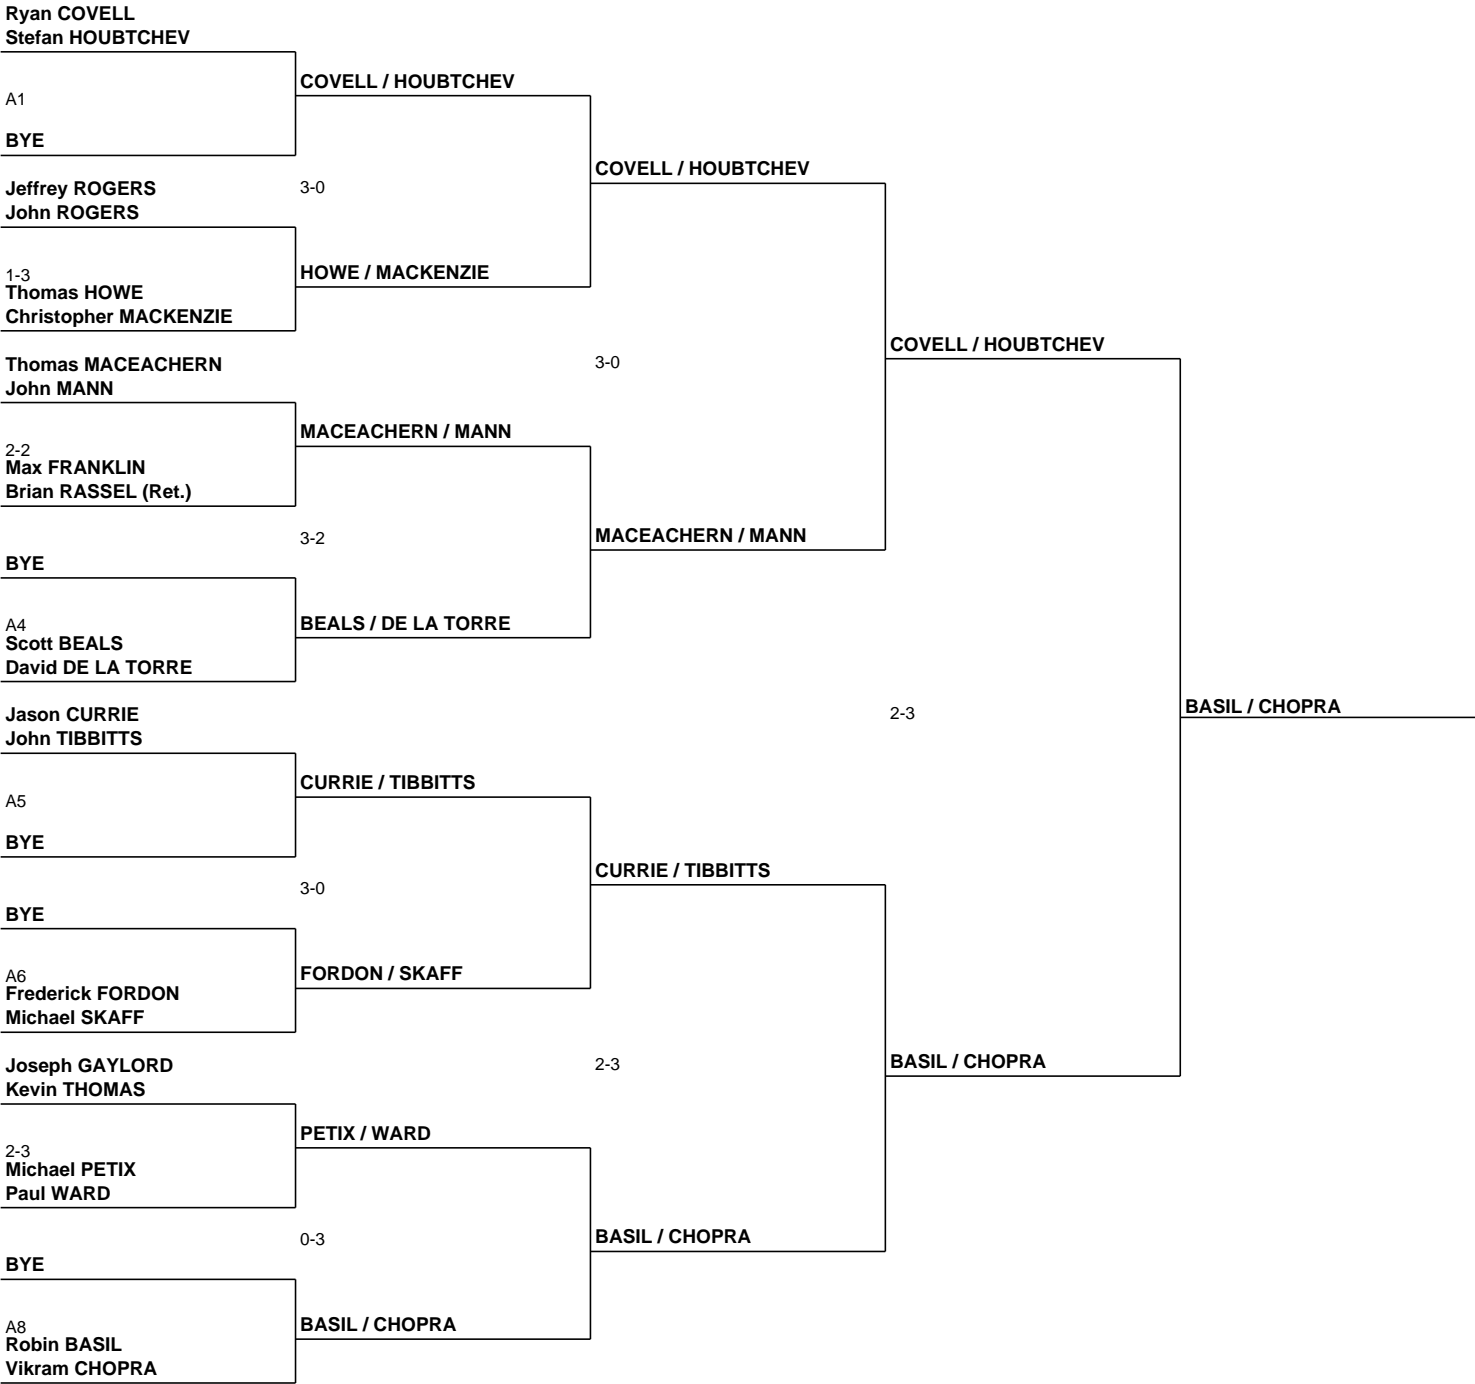 Ryan COVELL
Stefan HOUBTCHEV
COVELL / HOUBTCHEV
A1
BYE
COVELL / HOUBTCHEV
Jeffrey ROGERS
3-0
John ROGERS
HOWE / MACKENZIE
1-3
Thomas HOWE
Christopher MACKENZIE
COVELL / HOUBTCHEV
Thomas MACEACHERN
3-0
John MANN
MACEACHERN / MANN
2-2
Max FRANKLIN
Brian RASSEL (Ret.)
MACEACHERN / MANN
3-2
BYE
BEALS / DE LA TORRE
A4
Scott BEALS
David DE LA TORRE
BASIL / CHOPRA
Jason CURRIE
2-3
John TIBBITTS
CURRIE / TIBBITTS
A5
BYE
CURRIE / TIBBITTS
3-0
BYE
FORDON / SKAFF
A6
Frederick FORDON
Michael SKAFF
BASIL / CHOPRA
Joseph GAYLORD
2-3
Kevin THOMAS
PETIX / WARD
2-3
Michael PETIX
Paul WARD
BASIL / CHOPRA
0-3
BYE
BASIL / CHOPRA
A8
Robin BASIL
Vikram CHOPRA